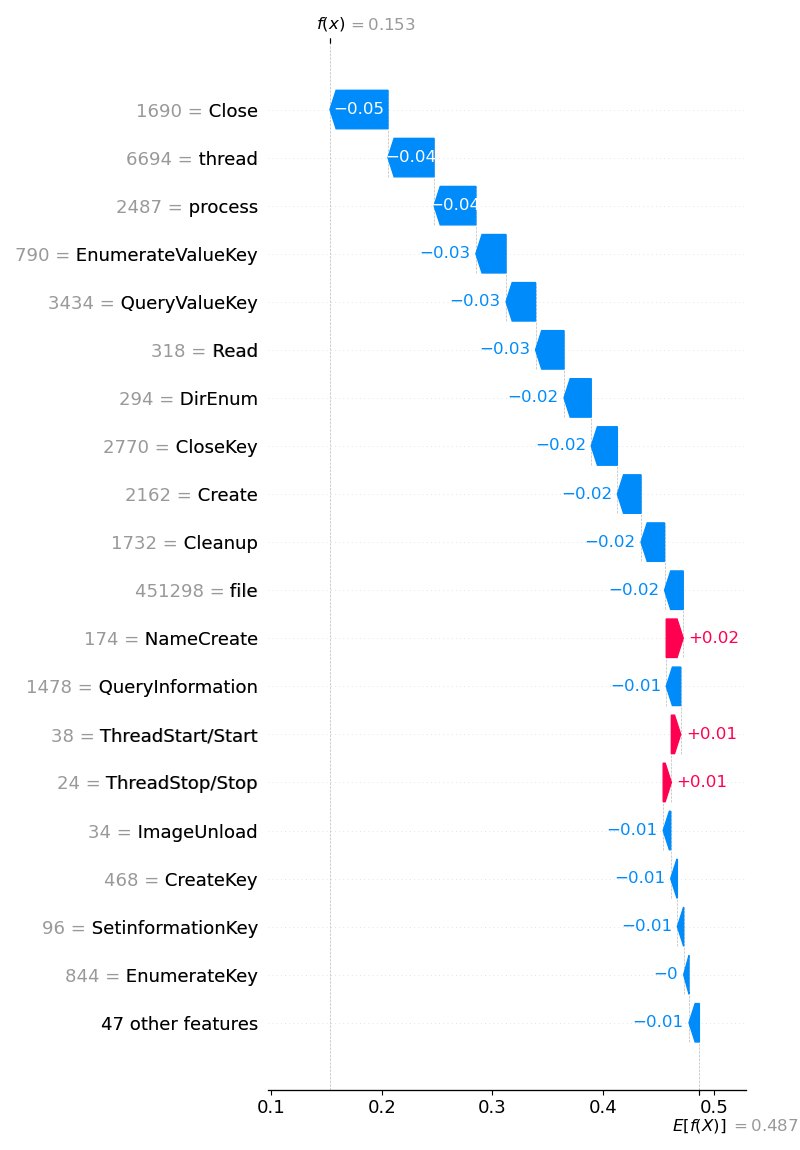 f(x) = 0.153
1690 = Close −0.05
6694 = thread −0.04
2487 = process −0.04
790 = EnumerateValueKey −0.03
3434 = QueryValueKey −0.03
318 = Read −0.03
294 = DirEnum −0.02
2770 = CloseKey −0.02
2162 = Create −0.02
1732 = Cleanup −0.02
451298 = file −0.02
174 = NameCreate +0.02
1478 = QueryInformation −0.01
38 = ThreadStart/Start +0.01
24 = ThreadStop/Stop +0.01
34 = ImageUnload −0.01
468 = CreateKey −0.01
96 = SetinformationKey −0.01
844 = EnumerateKey −0
47 other features −0.01
0.1 0.2 0.3 0.4 0.5
E[f(X)] = 0.487